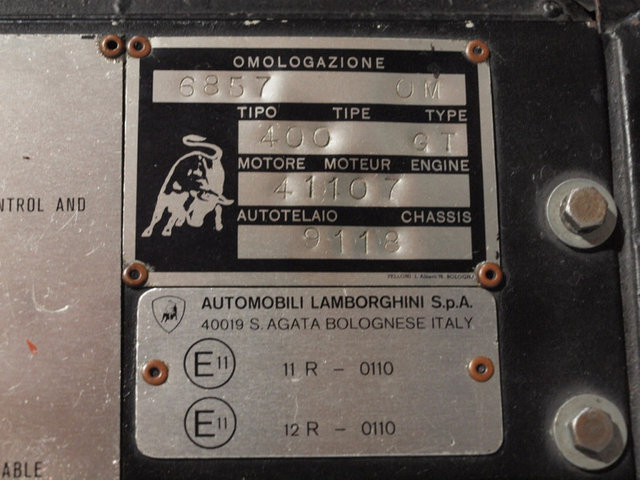 OMOLOGAZIONE
6857 OM
TIPO TIPE TYPE
400 GT
MOTORE MOTEUR ENGINE
41107
AUTOTELAIO CHASSIS
9118
AUTOMOBILI LAMBORGHINI S.p.A.
40019 S. AGATA BOLOGNESE ITALY
E11 11 R - 0110
E11 12 R - 0110
NTROL AND
ABLE